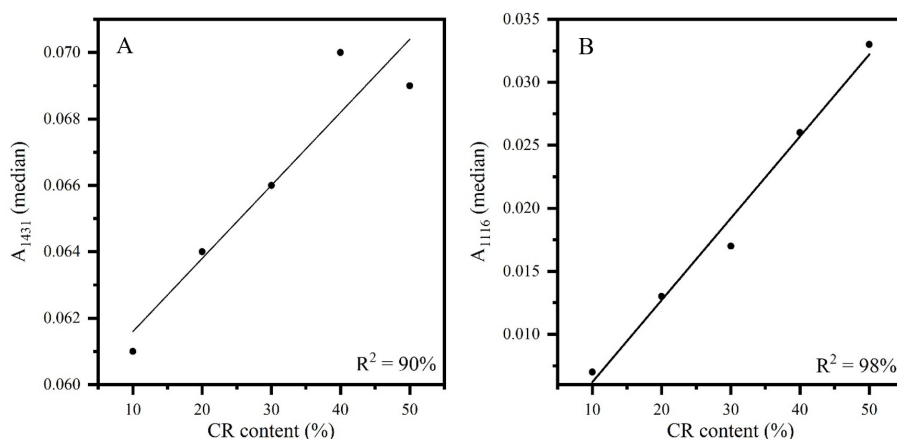 A
A1431 (median)
0.070
0.068
0.066
0.064
0.062
0.060
R2 = 90%
10 20 30 40 50
CR content (%)
B
A1116 (median)
0.035
0.030
0.025
0.020
0.015
0.010
R2 = 98%
10 20 30 40 50
CR content (%)